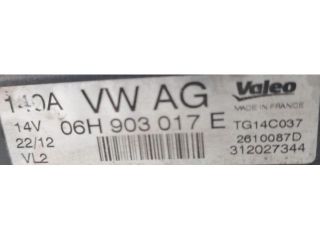 140A VW AG Valeo
MADE IN FRANCE
14V 06H 903 017 E TG14C037
22/12 2610087D
VL2 312027344